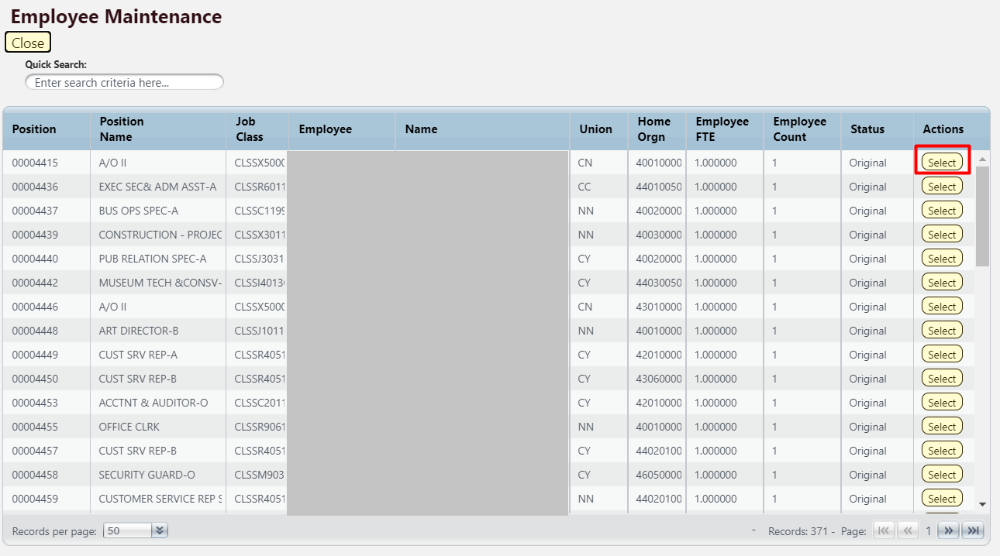 Employee Maintenance
Close
Quick Search:
Enter search criteria here...
Position Position Name Job Class Employee Name Union Home Orgn Employee FTE Employee Count Status Actions
00004415 A/O II CLSSX500 CN 40010000 1.000000 1 Original Select
00004436 EXEC SEC& ADM ASST-A CLSSR6011 CC 44010050 1.000000 1 Original Select
00004437 BUS OPS SPEC-A CLSSC119 NN 40020000 1.000000 1 Original Select
00004439 CONSTRUCTION - PROJEC CLSSX3011 NN 40030000 1.000000 1 Original Select
00004440 PUB RELATION SPEC-A CLSSJ3031 CY 40020000 1.000000 1 Original Select
00004442 MUSEUM TECH &CONSV- CLSSI4013 CY 44030050 1.000000 1 Original Select
00004446 A/O II CLSSX500 CN 43010000 1.000000 1 Original Select
00004448 ART DIRECTOR-B CLSSJ1011 NN 40010000 1.000000 1 Original Select
00004449 CUST SRV REP-A CLSSR4051 CY 42010000 1.000000 1 Original Select
00004450 CUST SRV REP-B CLSSR4051 CY 43060000 1.000000 1 Original Select
00004453 ACCTNT & AUDITOR-O CLSSC2011 CY 42010000 1.000000 1 Original Select
00004455 OFFICE CLRK CLSSR9061 NN 40010000 1.000000 1 Original Select
00004457 CUST SRV REP-B CLSSR4051 CY 44020100 1.000000 1 Original Select
00004458 SECURITY GUARD-O CLSSM903 CY 46050000 1.000000 1 Original Select
00004459 CUSTOMER SERVICE REP S CLSSR4051 NN 44020100 1.000000 1 Original Select
Records per page: 50 - Records: 371 - Page: 1